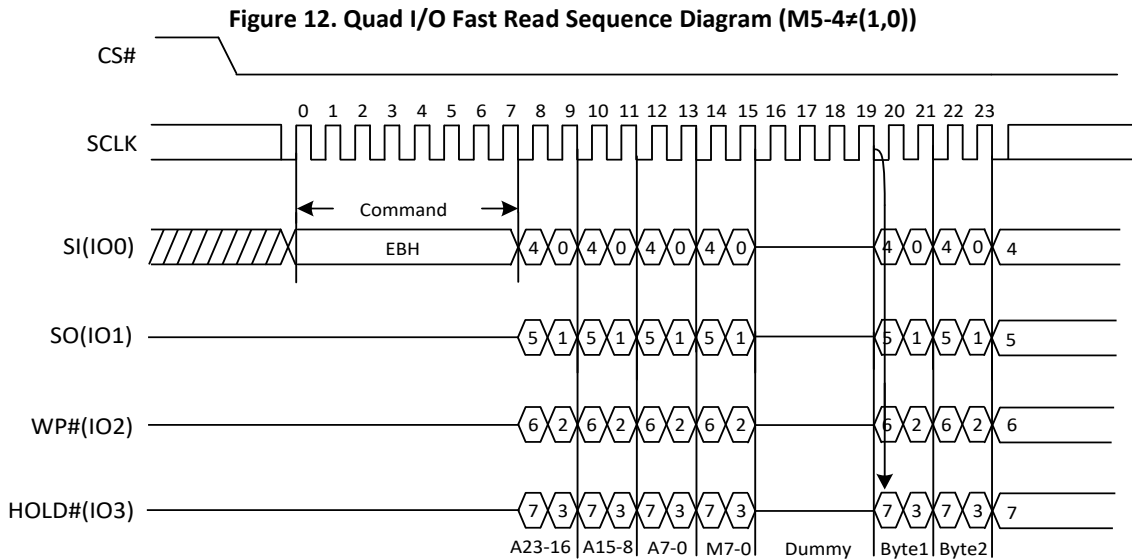 Figure 12. Quad I/O Fast Read Sequence Diagram (M5-4≠(1,0))
CS#
0 1 2 3 4 5 6 7 8 9 10 11 12 13 14 15 16 17 18 19 20 21 22 23
SCLK
Command
SI(IO0) EBH 4 0 4 0 4 0 4 0 4 0 4 0 4
SO(IO1) 5 1 5 1 5 1 5 1 5 1 5 1 5
WP#(IO2) 6 2 6 2 6 2 6 2 6 2 6 2 6
HOLD#(IO3) 7 3 7 3 7 3 7 3 7 3 7 3 7
A23-16 A15-8 A7-0 M7-0 Dummy Byte1 Byte2